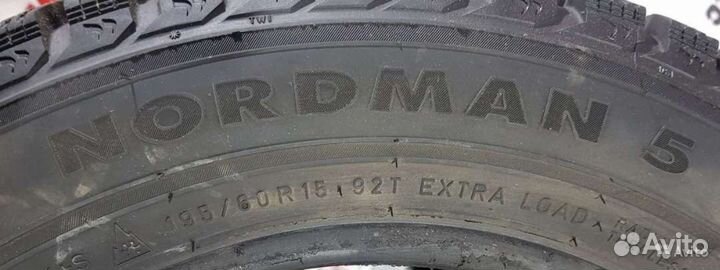 TWI
NORDMAN 5
195/60R15 92T EXTRA LOAD
Avito